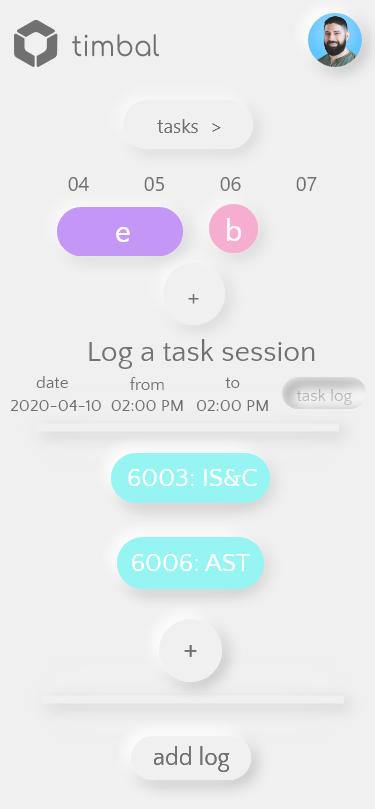 timbal
tasks >
04 05 06 07
e b
+
Log a task session
date from to
2020-04-10 02:00 PM 02:00 PM task log
6003: IS&C
6006: AST
+
add log